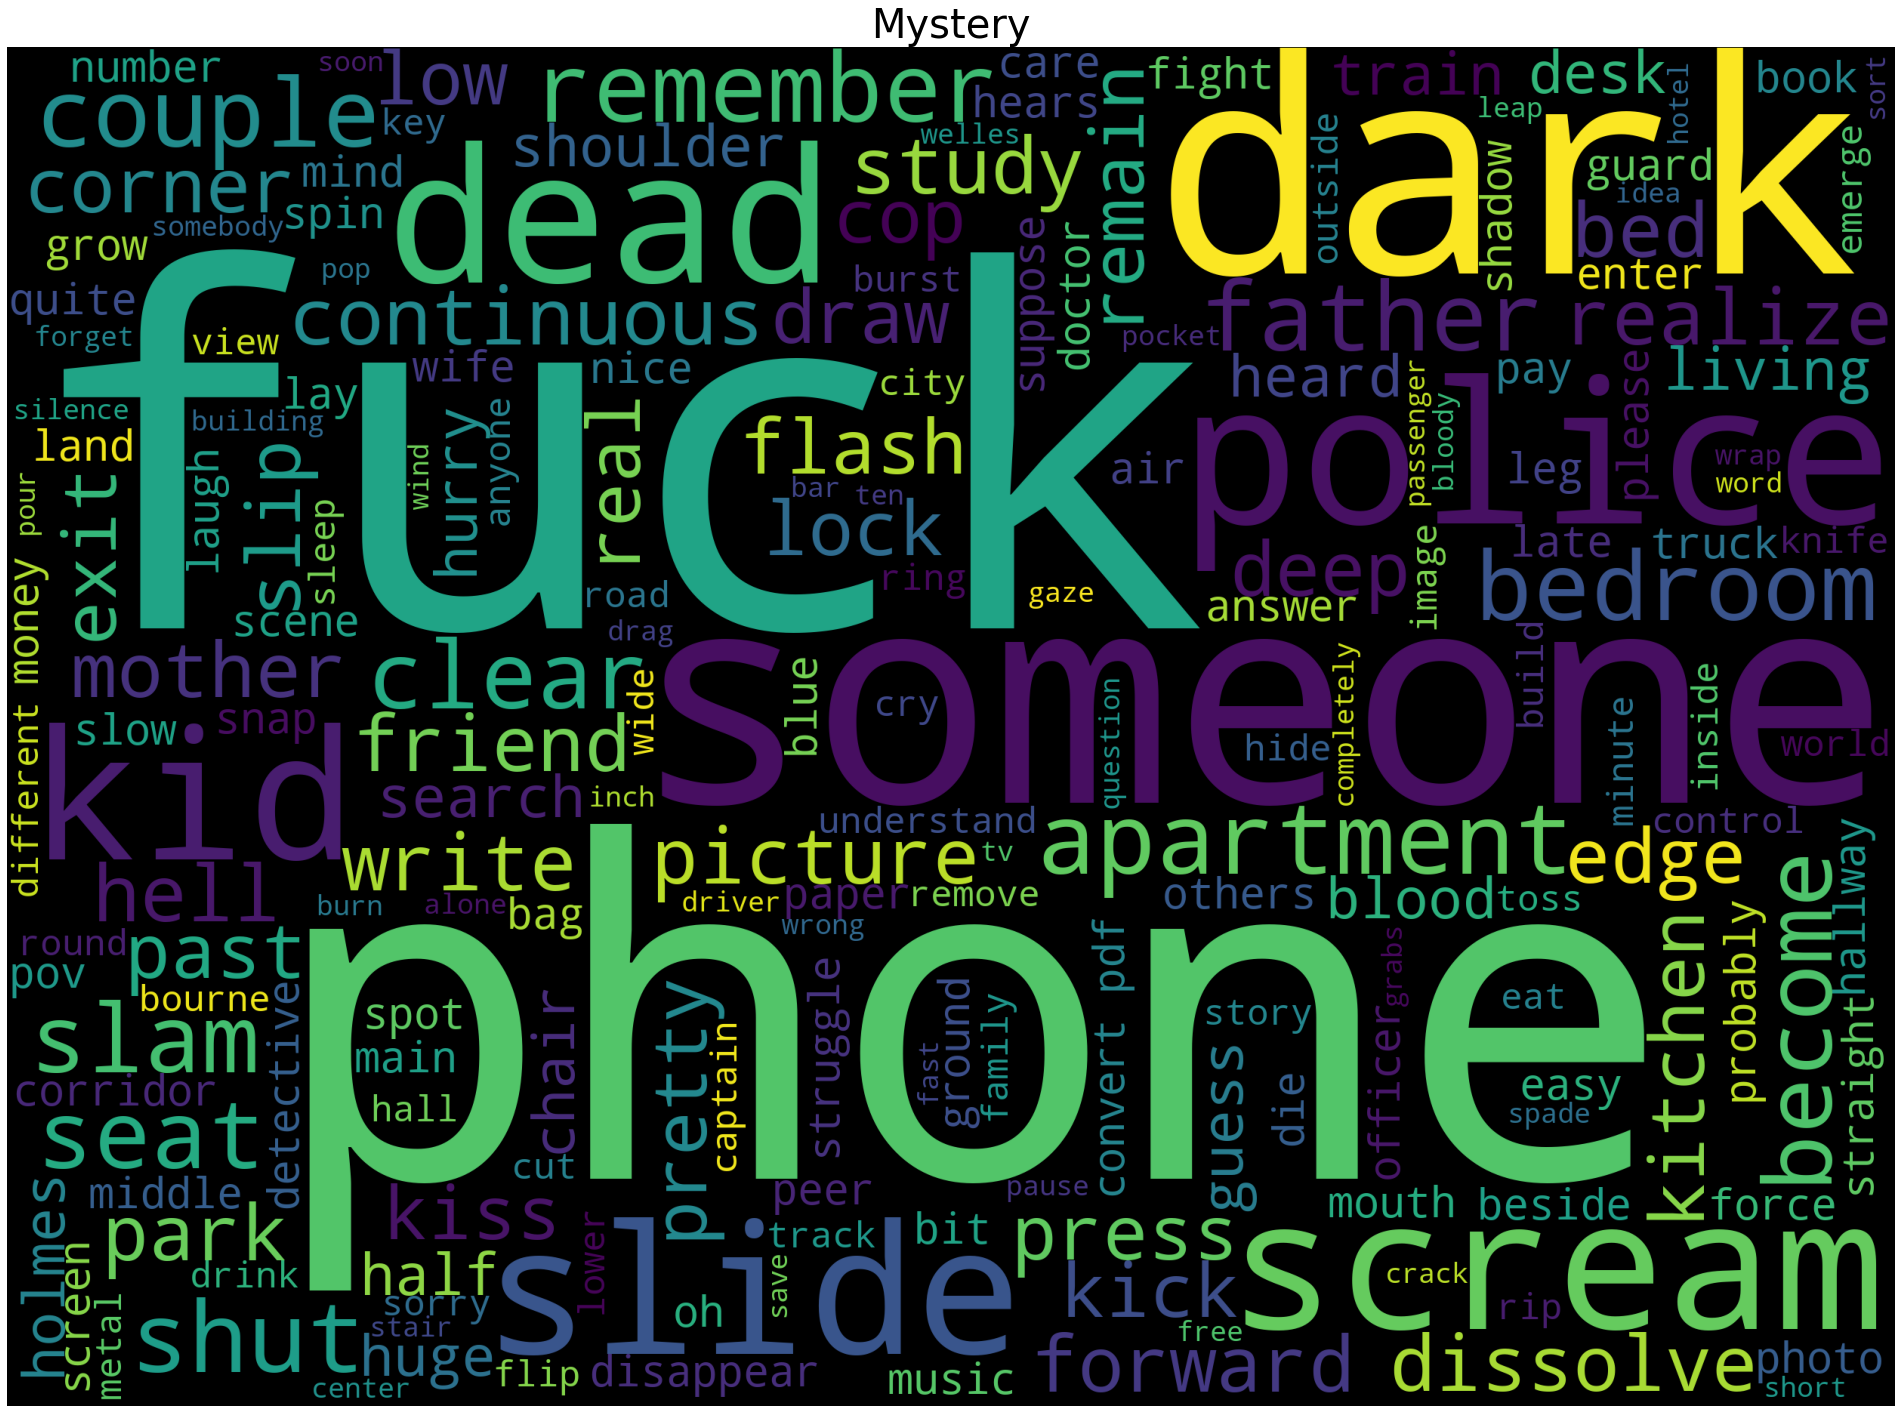 Mystery
number
soon
low
remember
care
fight
train
desk
book
sort
couple
key
hears
leap
hotel
dark
welles
shoulder
dead
study
remain
outside
shadow
guard
emerge
corner
mind
spin
somebody
cop
idea
bed
grow
pop
burst
suppose
doctor
enter
quite
continuous
draw
father
realize
forget
view
wife
nice
pocket
fuck
lay
city
heard
passenger
pay
please
living
silence
building
hurry
anyone
real
flash
police
bloody
land
laugh
slip
wind
air
leg
wrap
word
bar
ten
pour
exit
sleep
lock
deep
late
truck
knife
ring
image
bedroom
different
money
scene
road
gaze
answer
drag
mother
clear
someone
build
wide
blue
cry
question
completely
inside
slow
snap
friend
hide
minute
world
kid
search
inch
understand
apartment
control
hallway
write
picture
tv
edge
hell
burn
alone
bag
driver
paper
remove
others
blood
toss
kitchen
probably
become
wrong
round
past
pov
bourne
detective
phone
spot
chair
pretty
struggle
ground
convert pdf
story
officer
grabs
eat
straight
slam
main
captain
fast
family
guess
die
easy
corridor
hall
spade
seat
cut
holmes
middle
kiss
peer
pause
mouth
beside
force
park
lower
track
bit
press
scream
screen
drink
half
slide
save
kick
crack
metal
sorry
oh
rip
shut
stair
huge
free
forward
dissolve
photo
center
flip
disappear
music
short